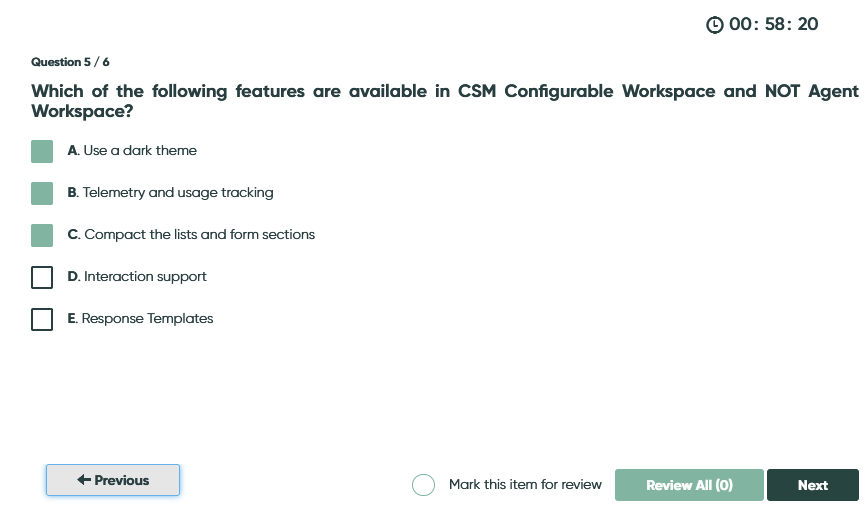 00: 58: 20
Question 5 / 6
Which of the following features are available in CSM Configurable Workspace and NOT Agent
Workspace?
A. Use a dark theme
B. Telemetry and usage tracking
C. Compact the lists and form sections
D. Interaction support
E. Response Templates
Previous
Mark this item for review
Review All (0)
Next